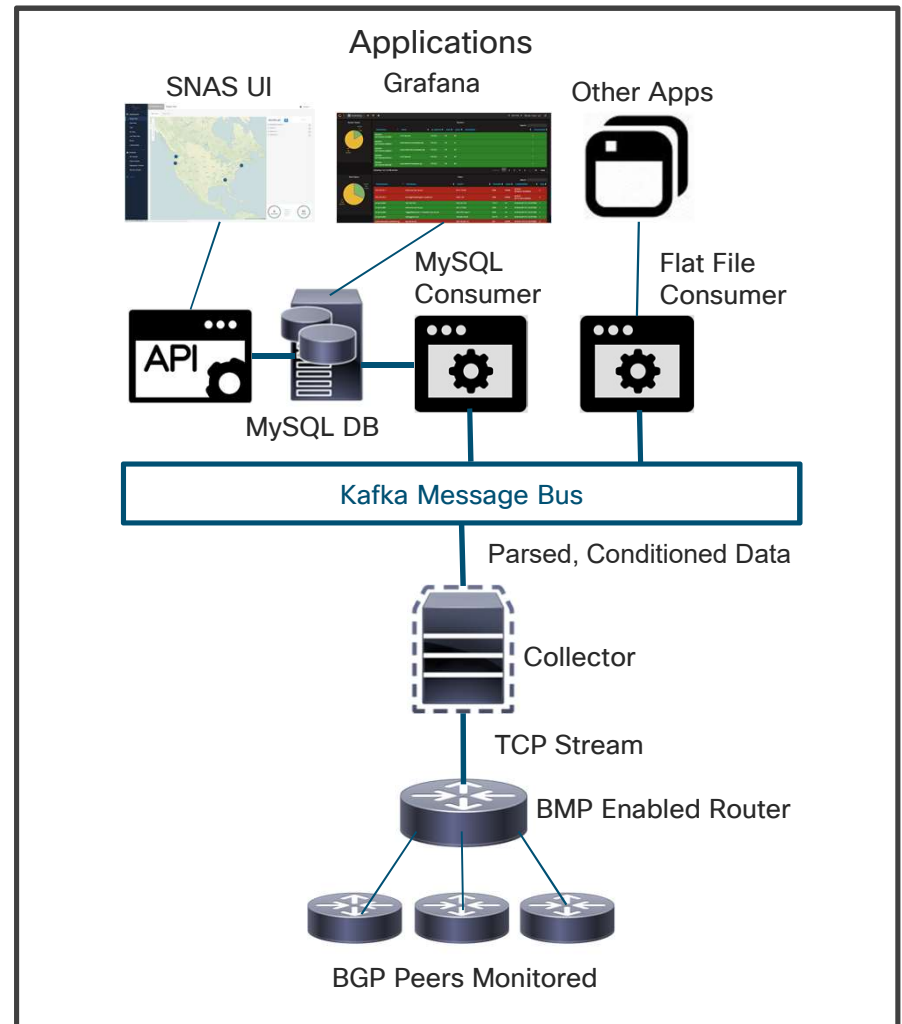 Applications
SNAS UI
Grafana
Other Apps
MySQL
Consumer
Flat File
Consumer
API
MySQL DB
Kafka Message Bus
Parsed, Conditioned Data
Collector
TCP Stream
BMP Enabled Router
BGP Peers Monitored